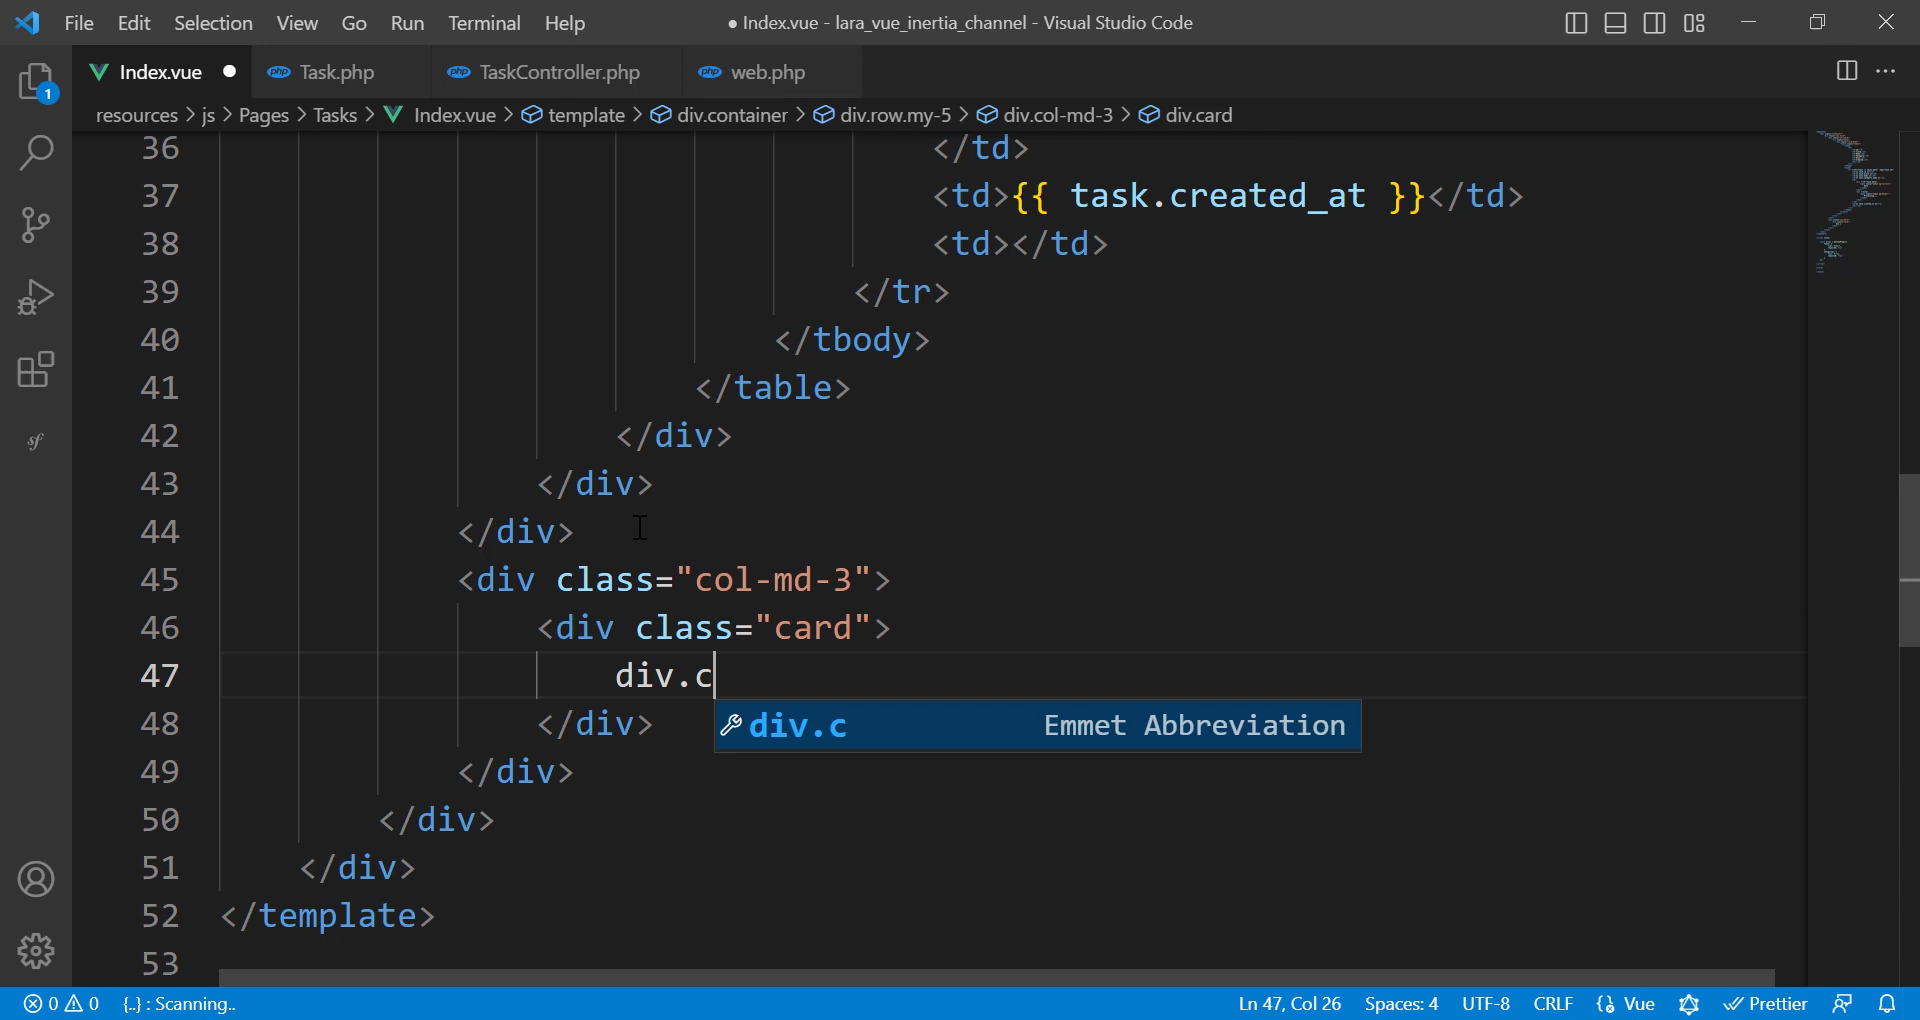 File Edit Selection View Go Run Terminal Help ● Index.vue - lara_vue_inertia_channel - Visual Studio Code
Index.vue ● php Task.php php TaskController.php php web.php
resources > js > Pages > Tasks > Index.vue > template > div.container > div.row.my-5 > div.col-md-3 > div.card
1
36 </td>
37 <td>{{ task.created_at }}</td>
38 <td></td>
39 </tr>
40 </tbody>
41 </table>
42 </div>
43 </div>
44 </div>
45 <div class="col-md-3">
46 <div class="card">
47 div.c
div.c Emmet Abbreviation
48 </div>
49 </div>
50 </div>
51 </div>
52 </template>
53
sf
0 0 {..} : Scanning.. Ln 47, Col 26 Spaces: 4 UTF-8 CRLF Vue Prettier